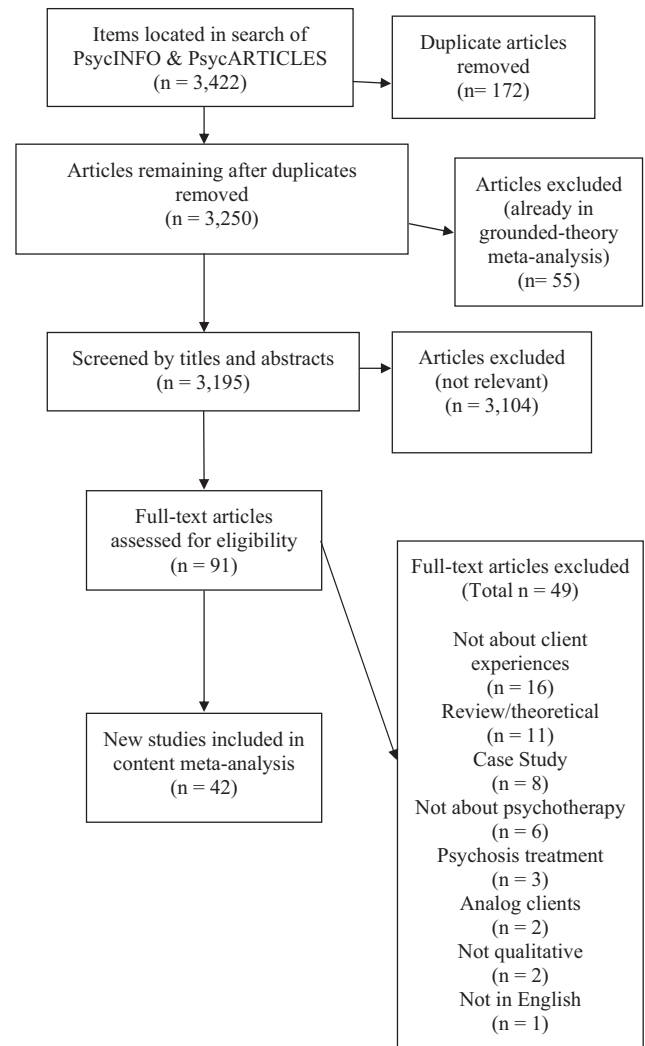 Items located in search of
PsycINFO & PsycARTICLES
(n = 3,422)
Duplicate articles
removed
(n= 172)
Articles remaining after duplicates
removed
(n = 3,250)
Articles excluded
(already in
grounded-theory
meta-analysis)
(n= 55)
Screened by titles and abstracts
(n = 3,195)
Articles excluded
(not relevant)
(n = 3,104)
Full-text articles
assessed for eligibility
(n = 91)
Full-text articles excluded
(Total n = 49)
Not about client
experiences
(n = 16)
Review/theoretical
(n = 11)
Case Study
(n = 8)
Not about psychotherapy
(n = 6)
Psychosis treatment
(n = 3)
Analog clients
(n = 2)
Not qualitative
(n = 2)
Not in English
(n = 1)
New studies included in
content meta-analysis
(n = 42)